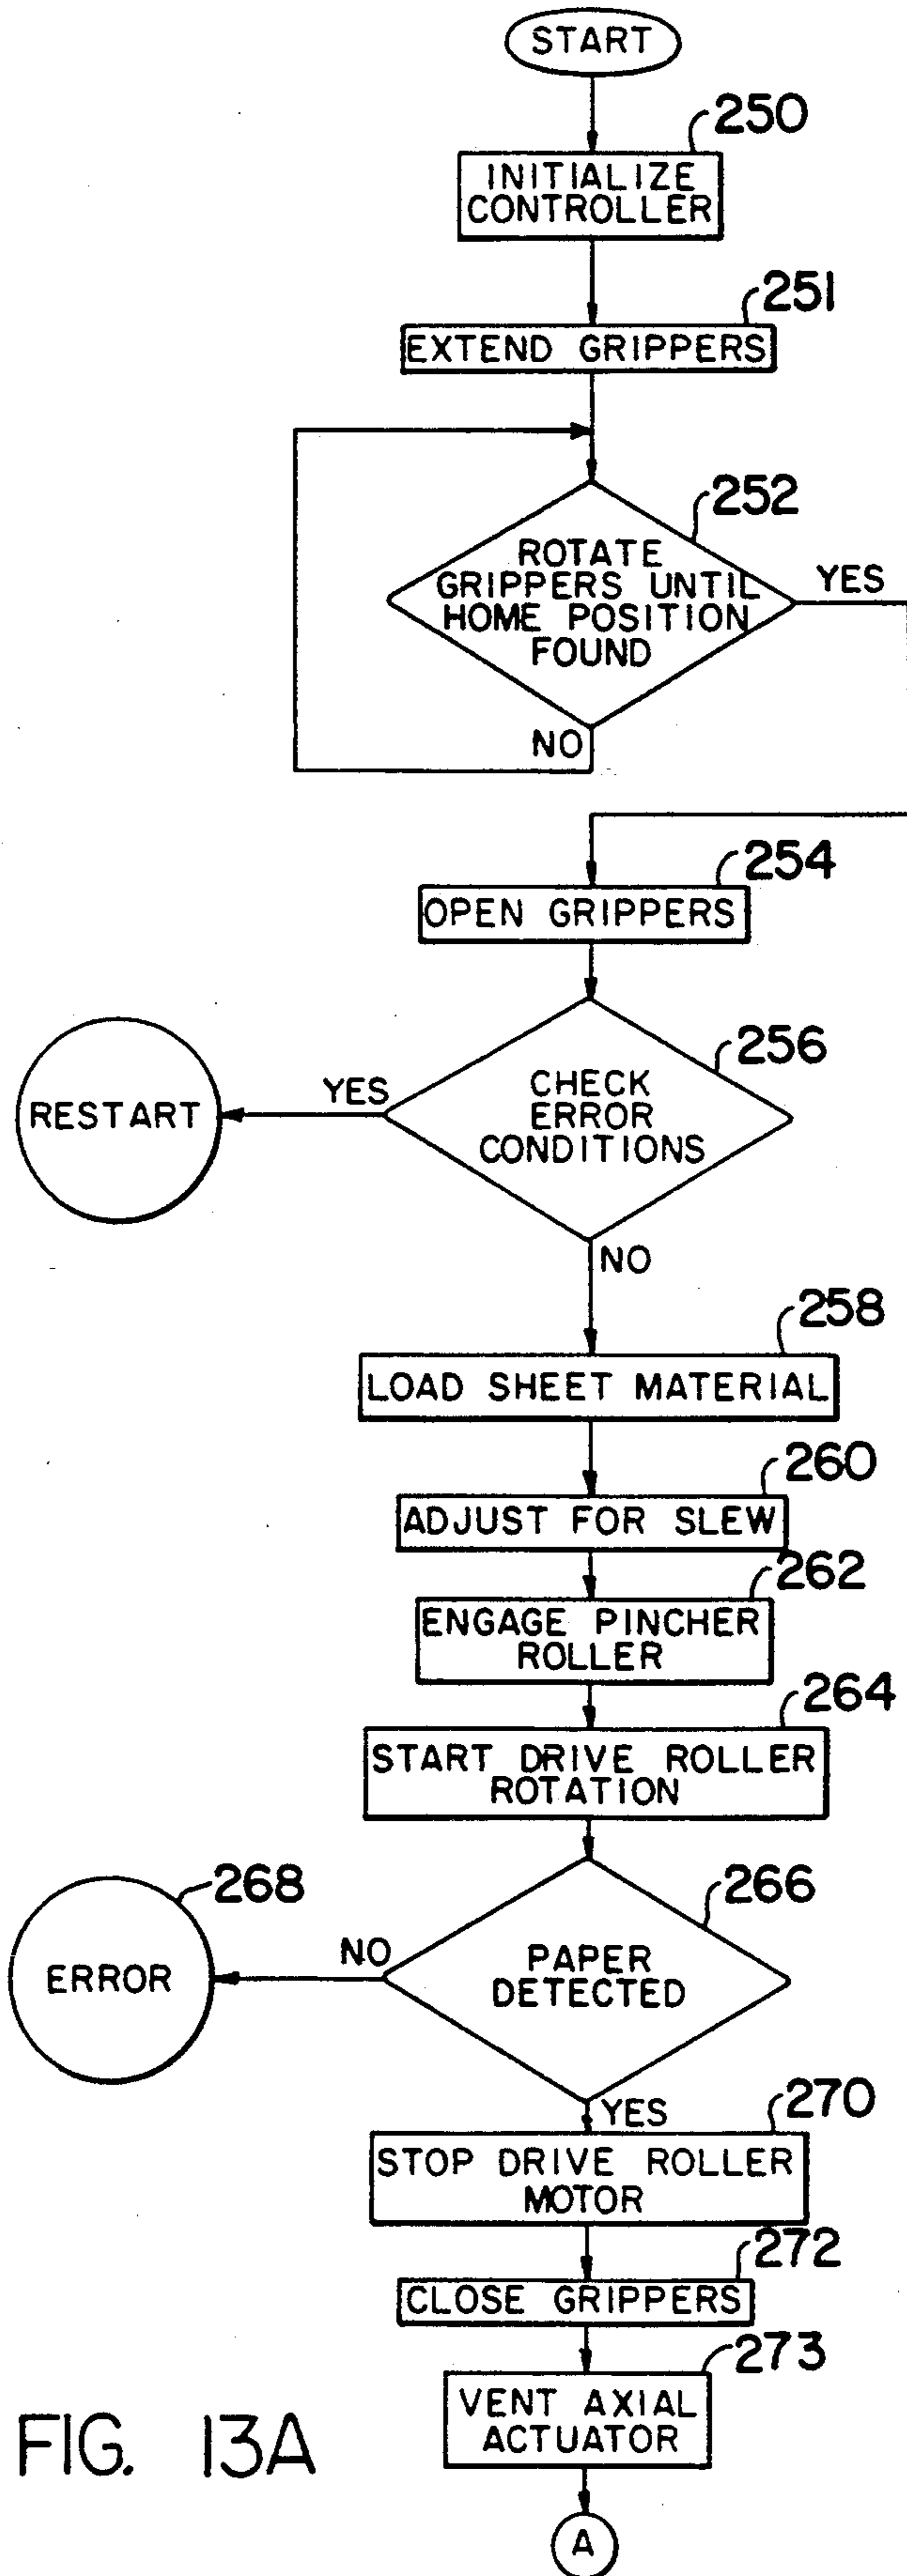 START
250
INITIALIZE
CONTROLLER
251
EXTEND GRIPPERS
252
ROTATE
GRIPPERS UNTIL
HOME POSITION
FOUND
YES
NO
254
OPEN GRIPPERS
256
CHECK
ERROR
CONDITIONS
YES
RESTART
NO
258
LOAD SHEET MATERIAL
260
ADJUST FOR SLEW
262
ENGAGE PINCHER
ROLLER
264
START DRIVE ROLLER
ROTATION
266
PAPER
DETECTED
NO
268
ERROR
YES
270
STOP DRIVE ROLLER
MOTOR
272
CLOSE GRIPPERS
273
VENT AXIAL
ACTUATOR
A
FIG. 13A